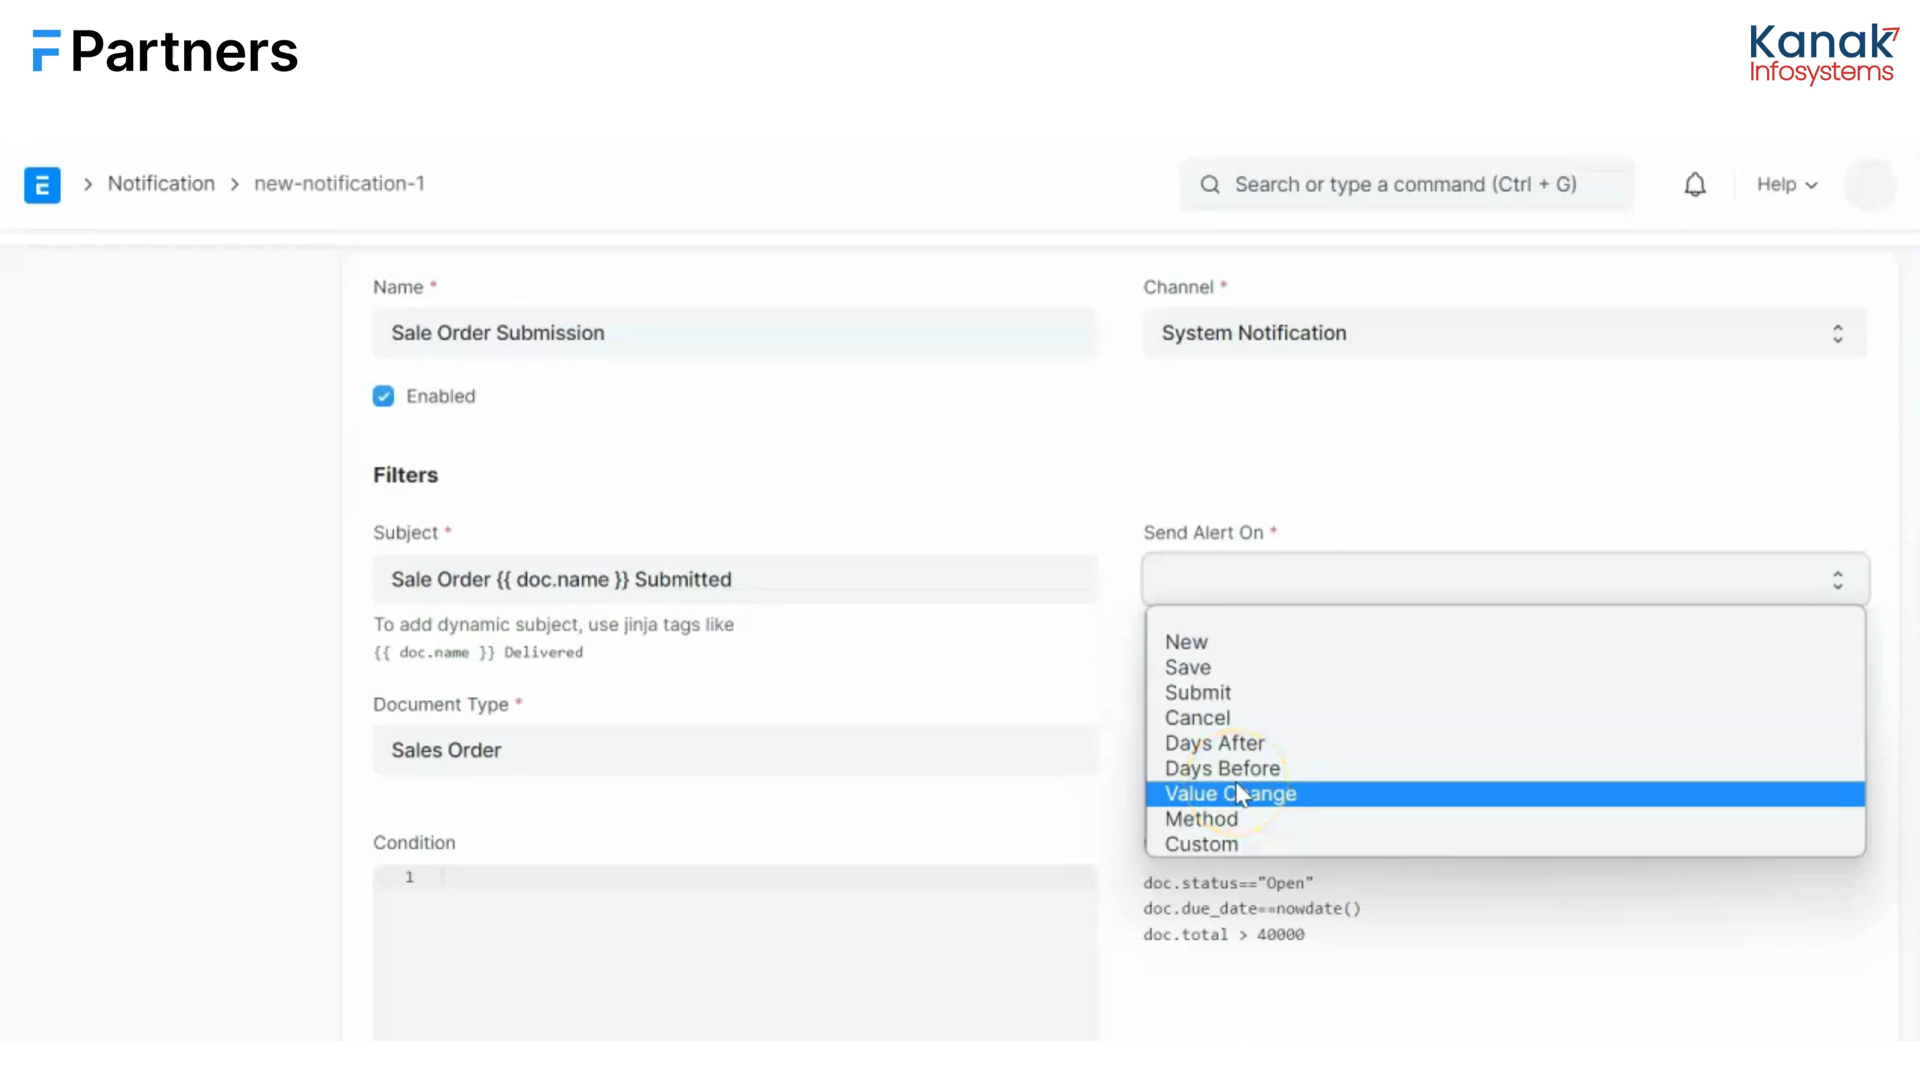 F Partners
Kanak
Infosystems
E > Notification > new-notification-1
Search or type a command (Ctrl + G)
Help
Name *
Channel *
Sale Order Submission
System Notification
Enabled
Filters
Subject *
Send Alert On *
Sale Order {{ doc.name }} Submitted
To add dynamic subject, use jinja tags like
{{ doc.name }} Delivered
New
Save
Submit
Cancel
Days After
Days Before
Value Change
Method
Custom
Document Type *
Sales Order
Condition
1
doc.status=="Open"
doc.due_date==nowdate()
doc.total > 40000